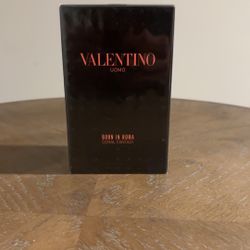 VALENTINO
UOMO
BORN IN ROMA
CORAL FANTASY